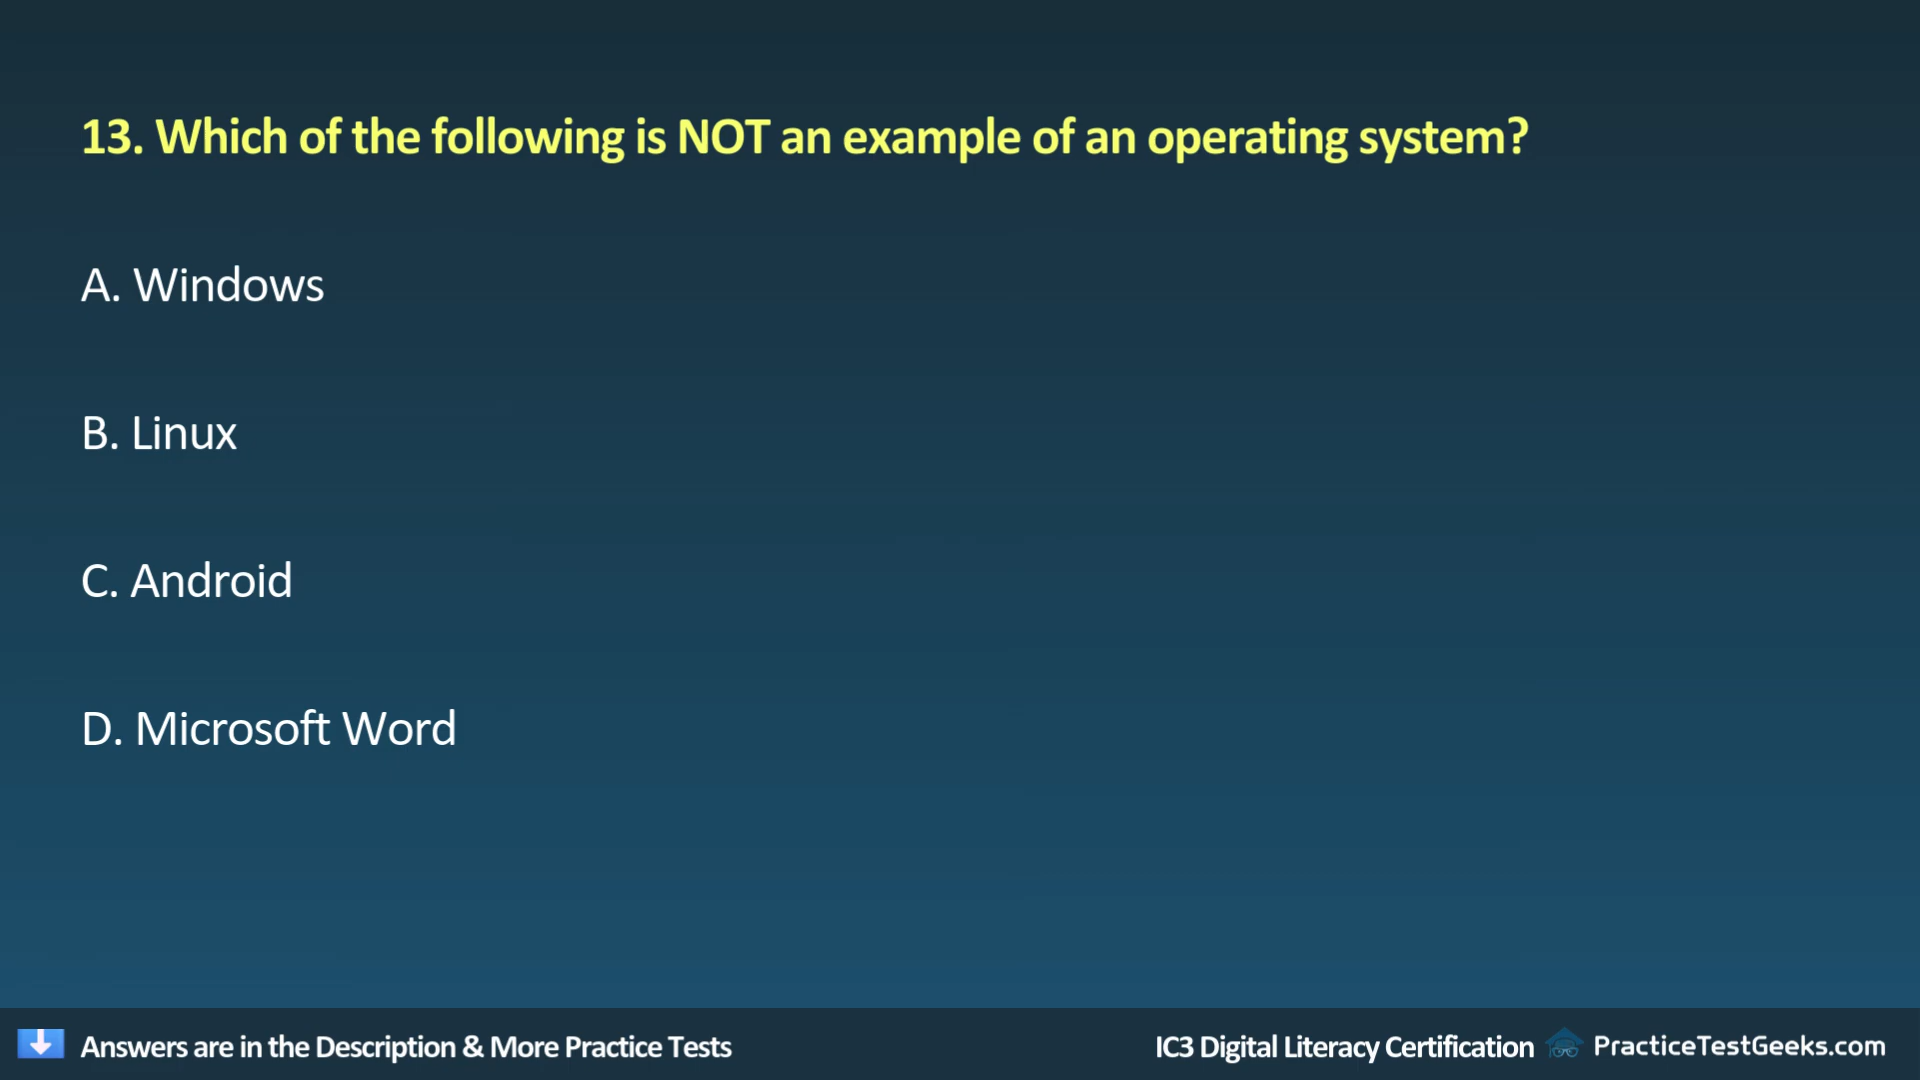 13. Which of the following is NOT an example of an operating system?
A. Windows
B. Linux
C. Android
D. Microsoft Word
Answers are in the Description & More Practice Tests
IC3 Digital Literacy Certification
PracticeTestGeeks.com